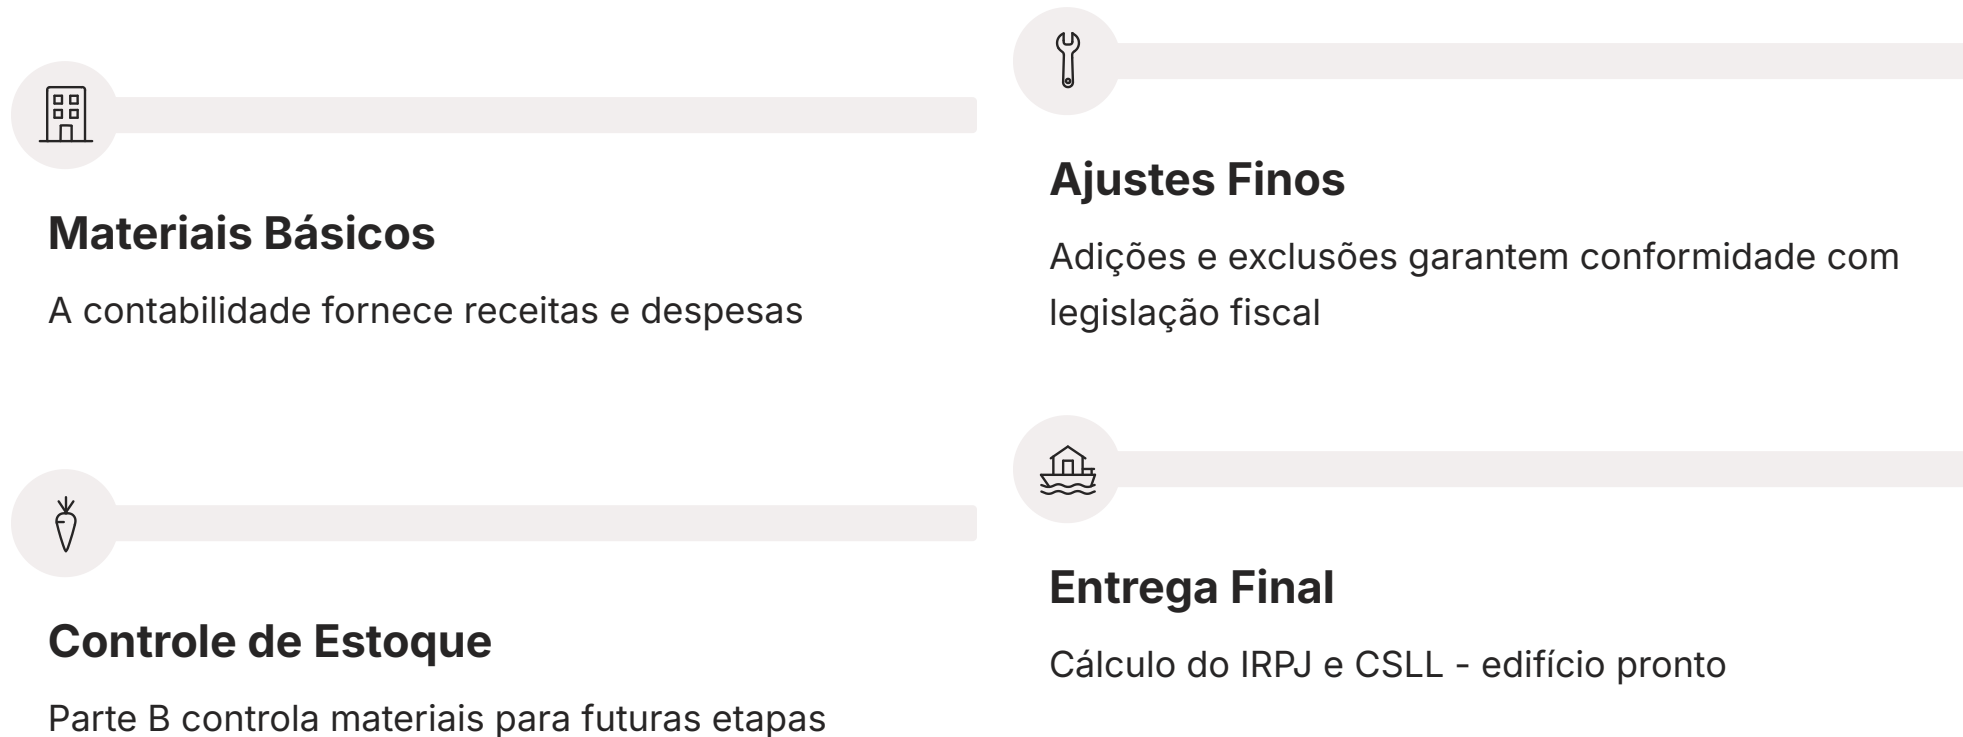 Materiais Básicos
A contabilidade fornece receitas e despesas
Ajustes Finos
Adições e exclusões garantem conformidade com
legislação fiscal
Controle de Estoque
Parte B controla materiais para futuras etapas
Entrega Final
Cálculo do IRPJ e CSLL - edifício pronto